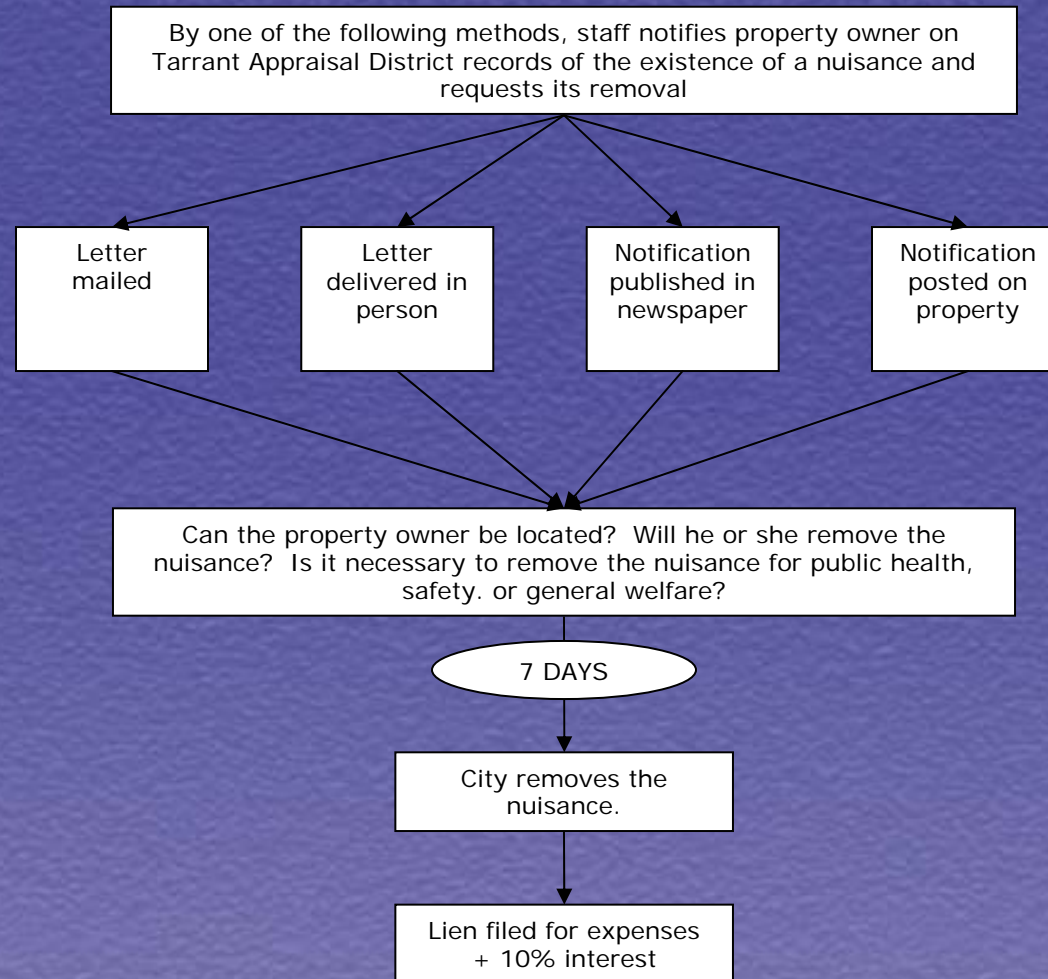 By one of the following methods, staff notifies property owner on
Tarrant Appraisal District records of the existence of a nuisance and
requests its removal
Letter
mailed
Letter
delivered in
person
Notification
published in
newspaper
Notification
posted on
property
Can the property owner be located?  Will he or she remove the
nuisance?  Is it necessary to remove the nuisance for public health,
safety. or general welfare?
7 DAYS
City removes the
nuisance.
Lien filed for expenses
+ 10% interest